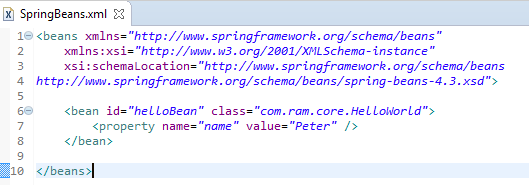 SpringBeans.xml
1 <beans xmlns="http://www.springframework.org/schema/beans"
2 xmlns:xsi="http://www.w3.org/2001/XMLSchema-instance"
3 xsi:schemaLocation="http://www.springframework.org/schema/beans
4 http://www.springframework.org/schema/beans/spring-beans-4.3.xsd">
5
6 <bean id="helloBean" class="com.ram.core.HelloWorld">
7 <property name="name" value="Peter" />
8 </bean>
9
10 </beans>